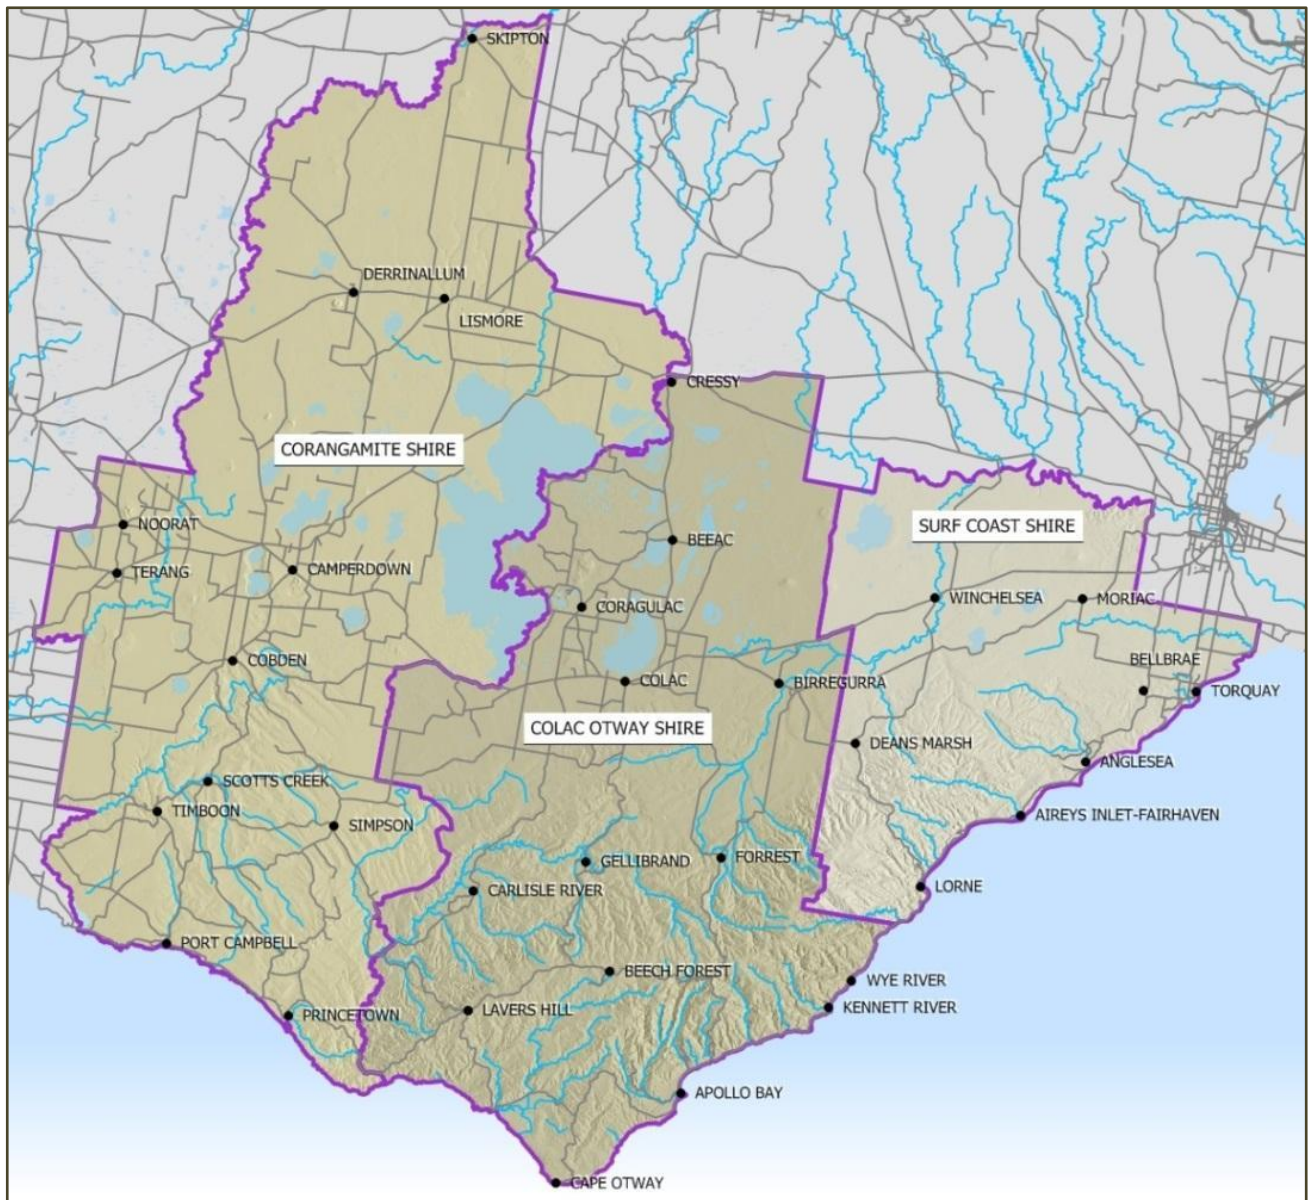 SKIPTON
DERRINALLUM
LISMORE
CRESSY
CORANGAMITE SHIRE
NOORAT
SURF COAST SHIRE
BEEAC
TERANG
CAMPERDOWN
CORAGULAC
WINCHELSEA
MORIAC
COBDEN
BELLBRAE
COLAC
BIRREGURRA
TORQUAY
COLAC OTWAY SHIRE
DEANS MARSH
ANGLESEA
SCOTTS CREEK
TIMBOON
SIMPSON
AIREYS INLET-FAIRHAVEN
GELLIBRAND
FORREST
CARLISLE RIVER
LORNE
PORT CAMPBELL
BEECH FOREST
WYE RIVER
KENNETT RIVER
PRINCETOWN
LAVERS HILL
APOLLO BAY
CAPE OTWAY